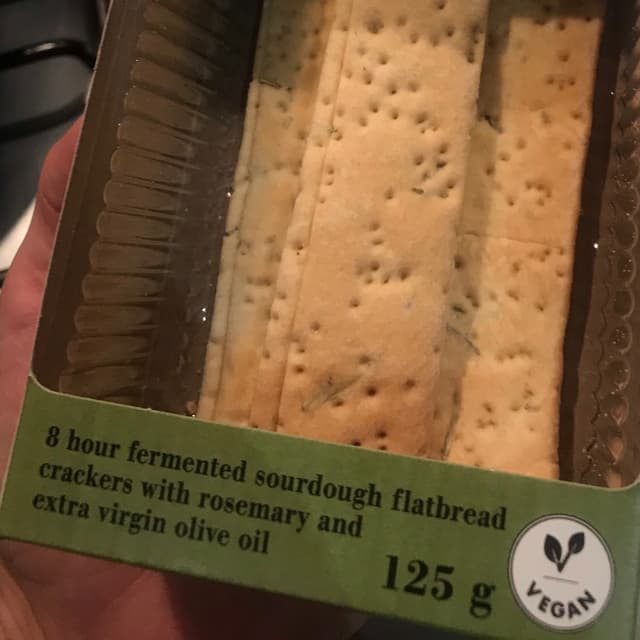 8 hour fermented sourdough flatbread
crackers with rosemary and
extra virgin olive oil
125 g
VEGAN